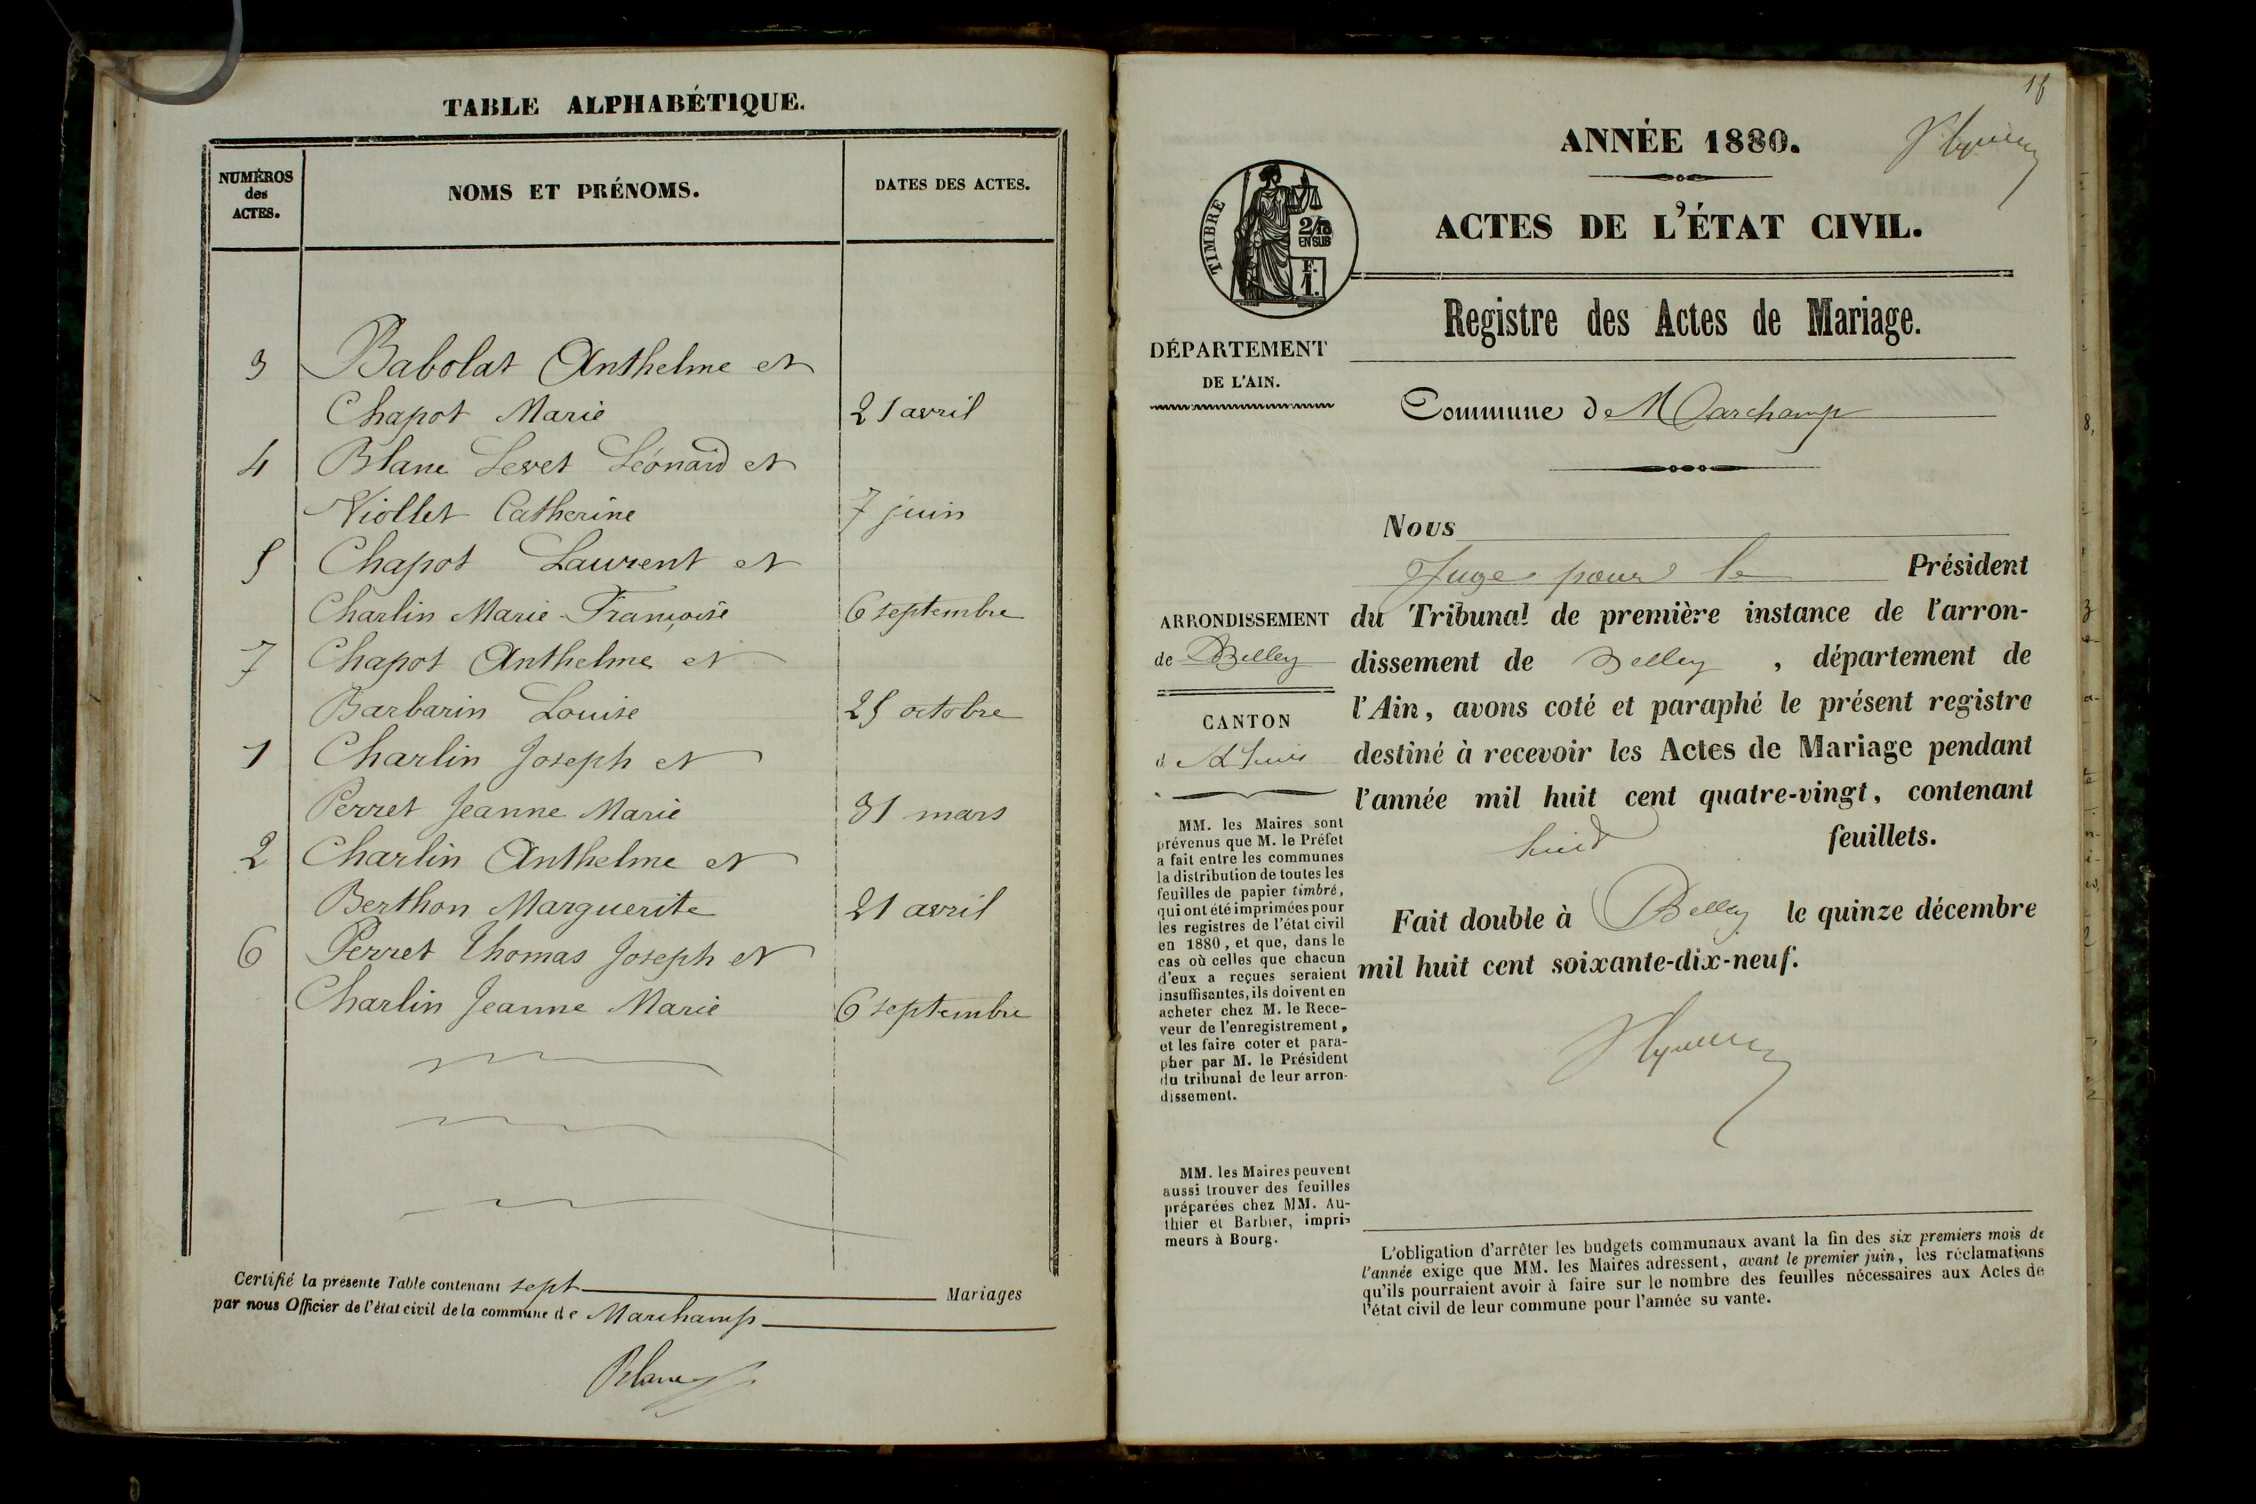 TABLE ALPHABÉTIQUE.
NUMÉROS
des
ACTES.
NOMS ET PRÉNOMS.
DATES DES ACTES.
3 Babolat Anthelme et
Chapot Marie 21 avril
4 Blanc Levet Léonard et
Viollet Catherine 7 juin
5 Chapot Laurent et
Charlin Marie-Françoise 6 septembre
7 Chapot Anthelme et
Barbarin Louise 25 octobre
1 Charlin Joseph et
Perret Jeanne Marie 31 mars
2 Charlin Anthelme et
Berthon Marguerite 21 avril
6 Perret Thomas Joseph et
Charlin Jeanne Marie 6 septembre
Certifié la présente Table contenant sept Mariages
par nous Officier de l'état civil de la commune de Marchamp
Blanc
ANNÉE 1880.
ACTES DE L'ÉTAT CIVIL.
TIMBRE
2/10
EN SUS
F.
1.
Registre des Actes de Mariage.
DÉPARTEMENT
DE L'AIN.
Commune de Marchamp
Nous
Juge pour le Président
du Tribunal de première instance de l'arron-
dissement de Belley, département de
l'Ain, avons coté et paraphé le présent registre
destiné à recevoir les Actes de Mariage pendant
l'année mil huit cent quatre-vingt, contenant
huit feuillets.
Fait double à Belley le quinze décembre
mil huit cent soixante-dix-neuf.
ARRONDISSEMENT
de Belley
CANTON
d
MM. les Maires sont
prévenus que M. le Préfet
a fait entre les communes
la distribution de toutes les
feuilles de papier timbré,
qui ont été imprimées pour
les registres de l'état civil
en 1880, et que, dans le
cas où celles que chacun
d'eux a reçues seraient
insuffisantes, ils doivent en
acheter chez M. le Rece-
veur de l'enregistrement,
et les faire coter et para-
pher par M. le Président
du tribunal de leur arron-
dissement.
MM. les Maires peuvent
aussi trouver des feuilles
préparées chez MM. Au-
thier et Barbier, impri-
meurs à Bourg.
L'obligation d'arrêter les budgets communaux avant la fin des six premiers mois de
l'année exige que MM. les Maires adressent, avant le premier juin, les réclamations
qu'ils pourraient avoir à faire sur le nombre des feuilles nécessaires aux Actes de
l'état civil de leur commune pour l'année su vante.